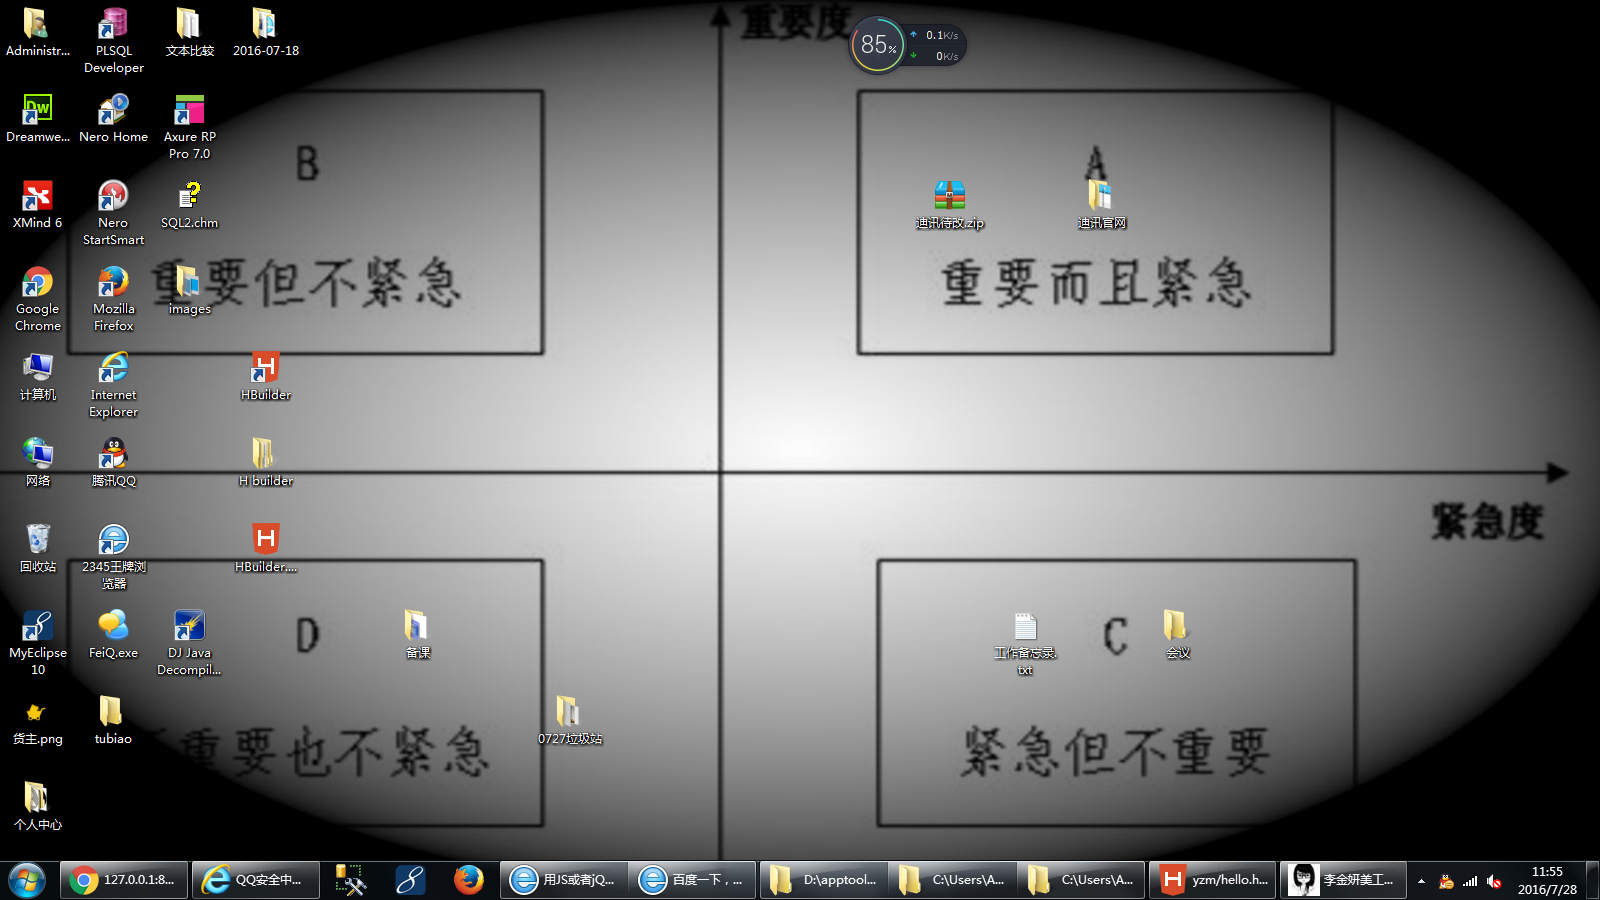 Administr...
PLSQL
Developer
文本比较
2016-07-18
重要度
85%
0.1K/s
0K/s
Dreamwe...
Nero Home
Axure RP
Pro 7.0
B
A
XMind 6
Nero
StartSmart
SQL2.chm
迪讯待改.zip
迪讯官网
重要但不紧急
重要而且紧急
Google
Chrome
Mozilla
Firefox
images
计算机
Internet
Explorer
HBuilder
网络
腾讯QQ
H builder
紧急度
回收站
2345王牌浏
览器
HBuilder....
MyEclipse
10
FeiQ.exe
DJ Java
Decompil...
D
备课
工作备忘录.
txt
C
会议
货主.png
tubiao
重要也不紧急
0727垃圾站
紧急但不重要
个人中心
127.0.0.1:8...
QQ安全中...
用JS或者jQ...
百度一下，...
D:\apptool...
C:\Users\A...
C:\Users\A...
yzm/hello.h...
李金妍美工...
11:55
2016/7/28